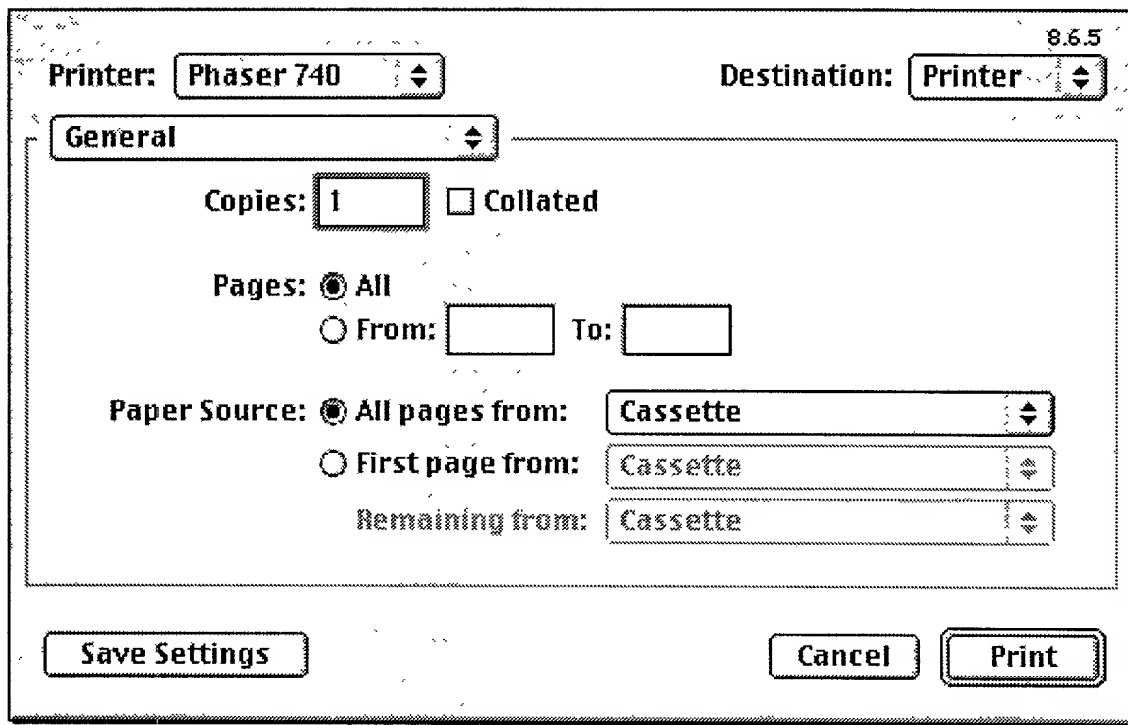 8.6.5
Printer: Phaser 740 Destination: Printer
General
Copies: 1 Collated
Pages: All
From: To:
Paper Source: All pages from: Cassette
First page from: Cassette
Remaining from: Cassette
Save Settings Cancel Print